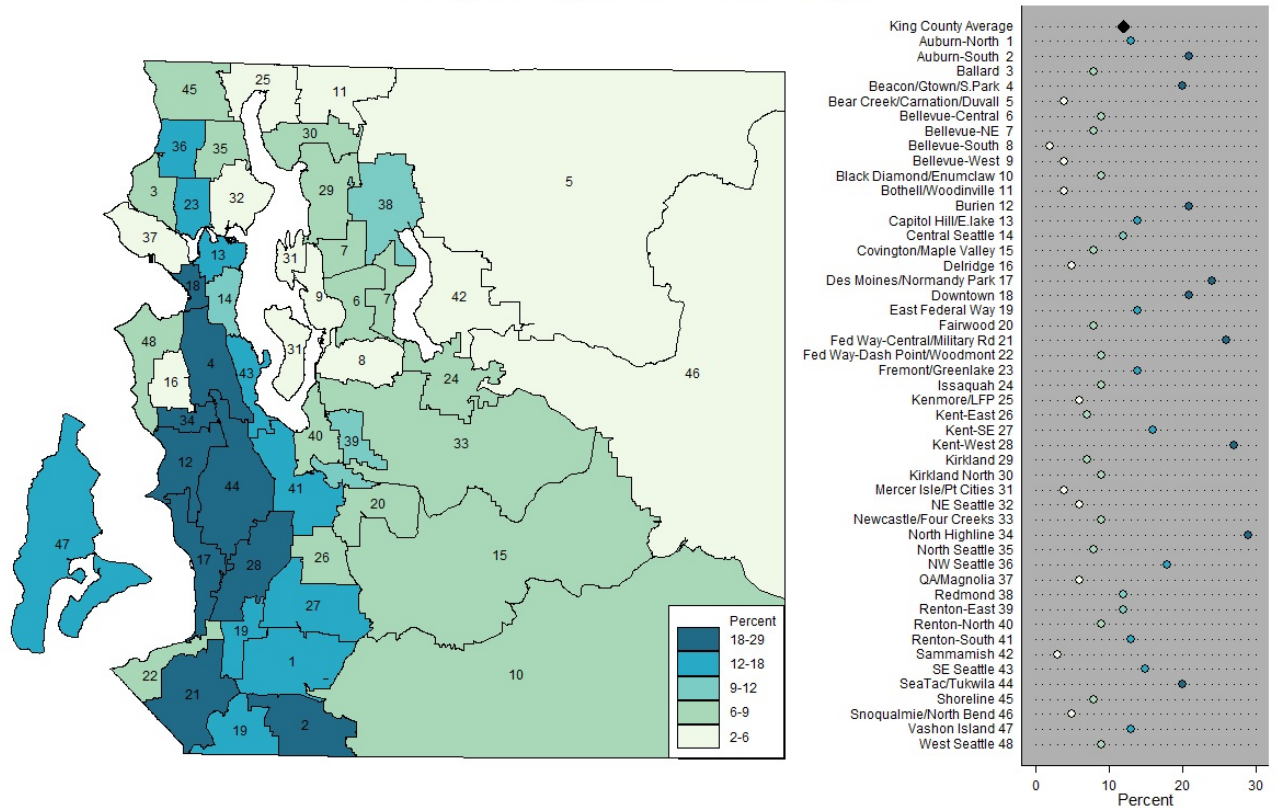 45
25
11
36
35
30
3
23
32
29
38
5
37
13
31
7
18
14
9
6
7
42
48
4
43
31
8
16
24
46
34
40
39
33
12
44
41
20
47
17
28
26
15
27
19
1
22
21
10
19
2
Percent
18-29
12-18
9-12
6-9
2-6
King County Average
Auburn-North 1
Auburn-South 2
Ballard 3
Beacon/Gtown/S.Park 4
Bear Creek/Carnation/Duvall 5
Bellevue-Central 6
Bellevue-NE 7
Bellevue-South 8
Bellevue-West 9
Black Diamond/Enumclaw 10
Bothell/Woodinville 11
Burien 12
Capitol Hill/E.lake 13
Central Seattle 14
Covington/Maple Valley 15
Delridge 16
Des Moines/Normandy Park 17
Downtown 18
East Federal Way 19
Fairwood 20
Fed Way-Central/Military Rd 21
Fed Way-Dash Point/Woodmont 22
Fremont/Greenlake 23
Issaquah 24
Kenmore/LFP 25
Kent-East 26
Kent-SE 27
Kent-West 28
Kirkland 29
Kirkland North 30
Mercer Isle/Pt Cities 31
NE Seattle 32
Newcastle/Four Creeks 33
North Highline 34
North Seattle 35
NW Seattle 36
QA/Magnolia 37
Redmond 38
Renton-East 39
Renton-North 40
Renton-South 41
Sammamish 42
SE Seattle 43
SeaTac/Tukwila 44
Shoreline 45
Snoqualmie/North Bend 46
Vashon Island 47
West Seattle 48
0 10 20 30
Percent